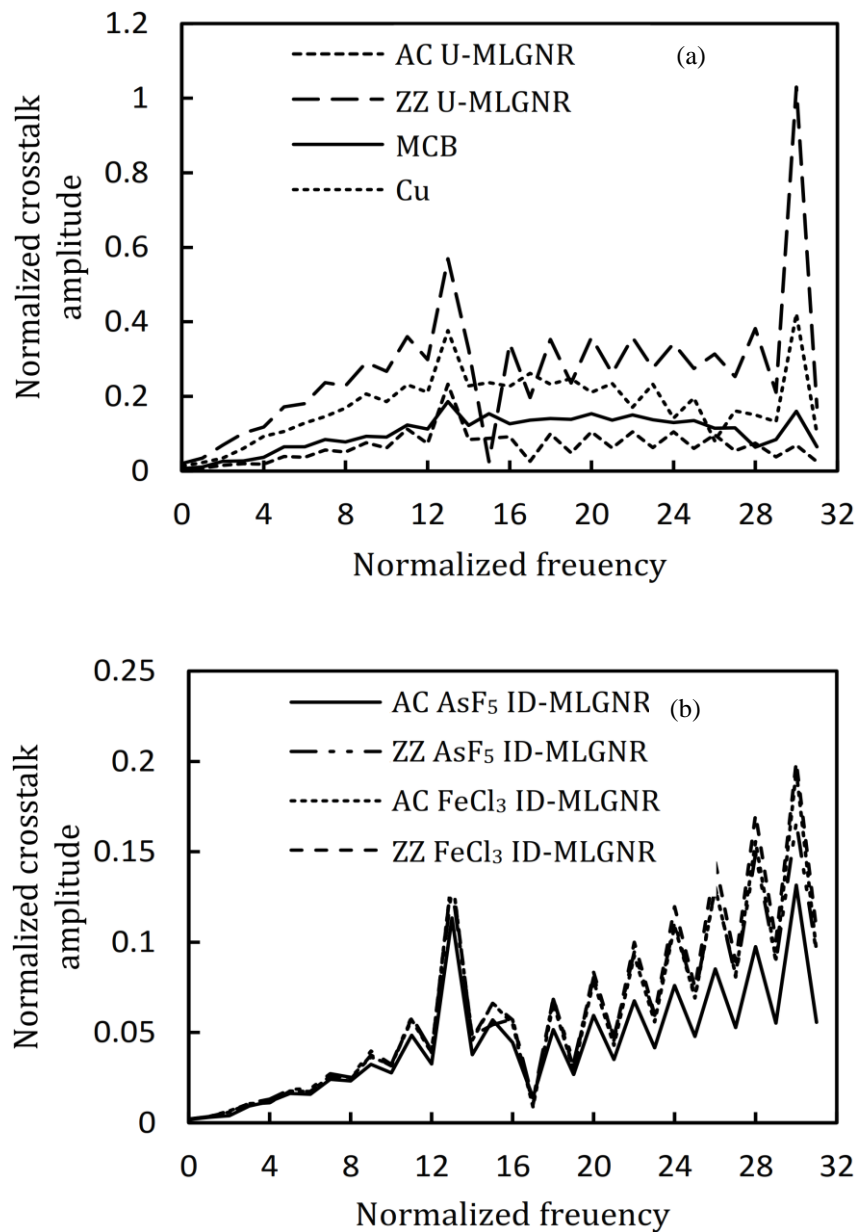 (a)
1.2
1
0.8
0.6
0.4
0.2
0
AC U-MLGNR
ZZ U-MLGNR
MCB
Cu
Normalized crosstalk
amplitude
0 4 8 12 16 20 24 28 32
Normalized freuency
(b)
0.25
0.2
0.15
0.1
0.05
0
AC AsF₅ ID-MLGNR
ZZ AsF₅ ID-MLGNR
AC FeCl₃ ID-MLGNR
ZZ FeCl₃ ID-MLGNR
Normalized crosstalk
amplitude
0 4 8 12 16 20 24 28 32
Normalized freuency